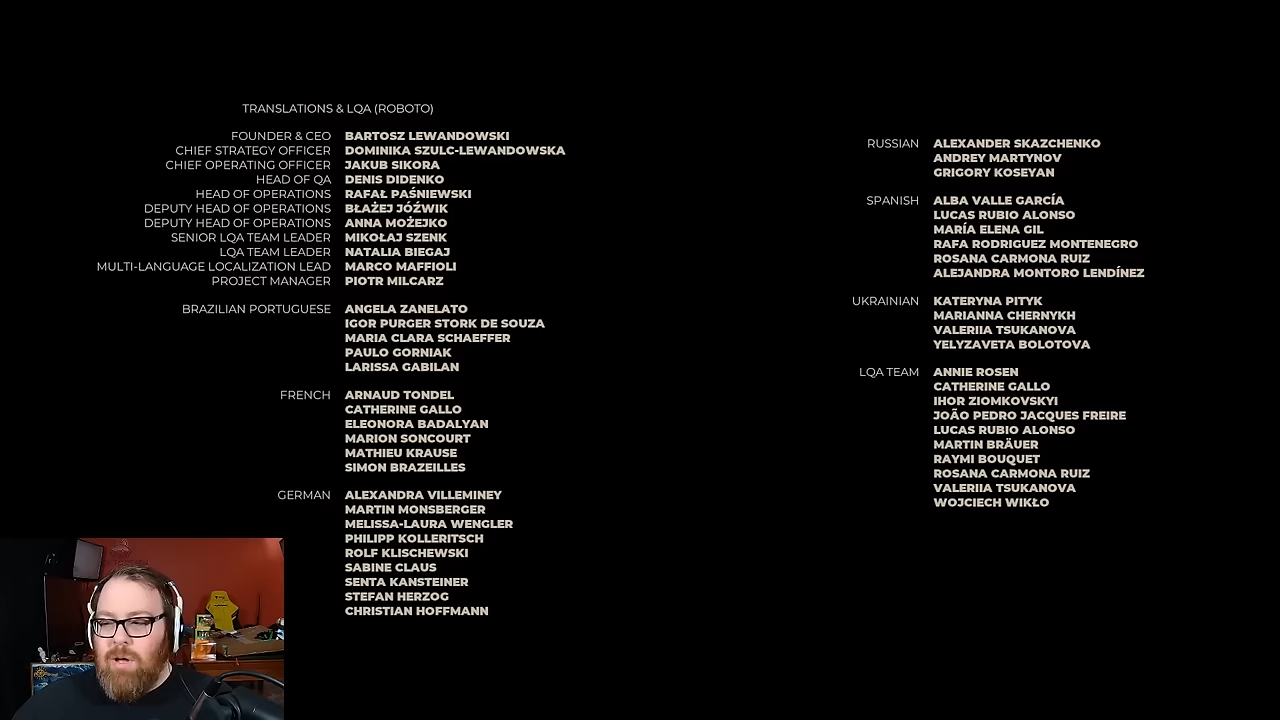 TRANSLATIONS & LQA (ROBOTO)
FOUNDER & CEO BARTOSZ LEWANDOWSKI
CHIEF STRATEGY OFFICER DOMINIKA SZULC-LEWANDOWSKA
CHIEF OPERATING OFFICER JAKUB SIKORA
HEAD OF QA DENIS DIDENKO
HEAD OF OPERATIONS RAFAŁ PAŚNIEWSKI
DEPUTY HEAD OF OPERATIONS BŁAŻEJ JÓŹWIK
DEPUTY HEAD OF OPERATIONS ANNA MOŻEJKO
SENIOR LQA TEAM LEADER MIKOŁAJ SZENK
LQA TEAM LEADER NATALIA BIEGAJ
MULTI-LANGUAGE LOCALIZATION LEAD MARCO MAFFIOLI
PROJECT MANAGER PIOTR MILCARZ
BRAZILIAN PORTUGUESE ANGELA ZANELATO
IGOR PURGER STORK DE SOUZA
MARIA CLARA SCHAEFFER
PAULO GORNIAK
LARISSA GABILAN
FRENCH ARNAUD TONDEL
CATHERINE GALLO
ELEONORA BADALYAN
MARION SONCOURT
MATHIEU KRAUSE
SIMON BRAZEILLES
GERMAN ALEXANDRA VILLEMINEY
MARTIN MONSBERGER
MELISSA-LAURA WENGLER
PHILIPP KOLLERITSCH
ROLF KLISCHEWSKI
SABINE CLAUS
SENTA KANSTEINER
STEFAN HERZOG
CHRISTIAN HOFFMANN
RUSSIAN ALEXANDER SKAZCHENKO
ANDREY MARTYNOV
GRIGORY KOSEYAN
SPANISH ALBA VALLE GARCÍA
LUCAS RUBIO ALONSO
MARÍA ELENA GIL
RAFA RODRIGUEZ MONTENEGRO
ROSANA CARMONA RUIZ
ALEJANDRA MONTORO LENDÍNEZ
UKRAINIAN KATERYNA PITYK
MARIANNA CHERNYKH
VALERIIA TSUKANOVA
YELYZAVETA BOLOTOVA
LQA TEAM ANNIE ROSEN
CATHERINE GALLO
IHOR ZIOMKOVSKYI
JOÃO PEDRO JACQUES FREIRE
LUCAS RUBIO ALONSO
MARTIN BRÄUER
RAYMI BOUQUET
ROSANA CARMONA RUIZ
VALERIIA TSUKANOVA
WOJCIECH WIKŁO